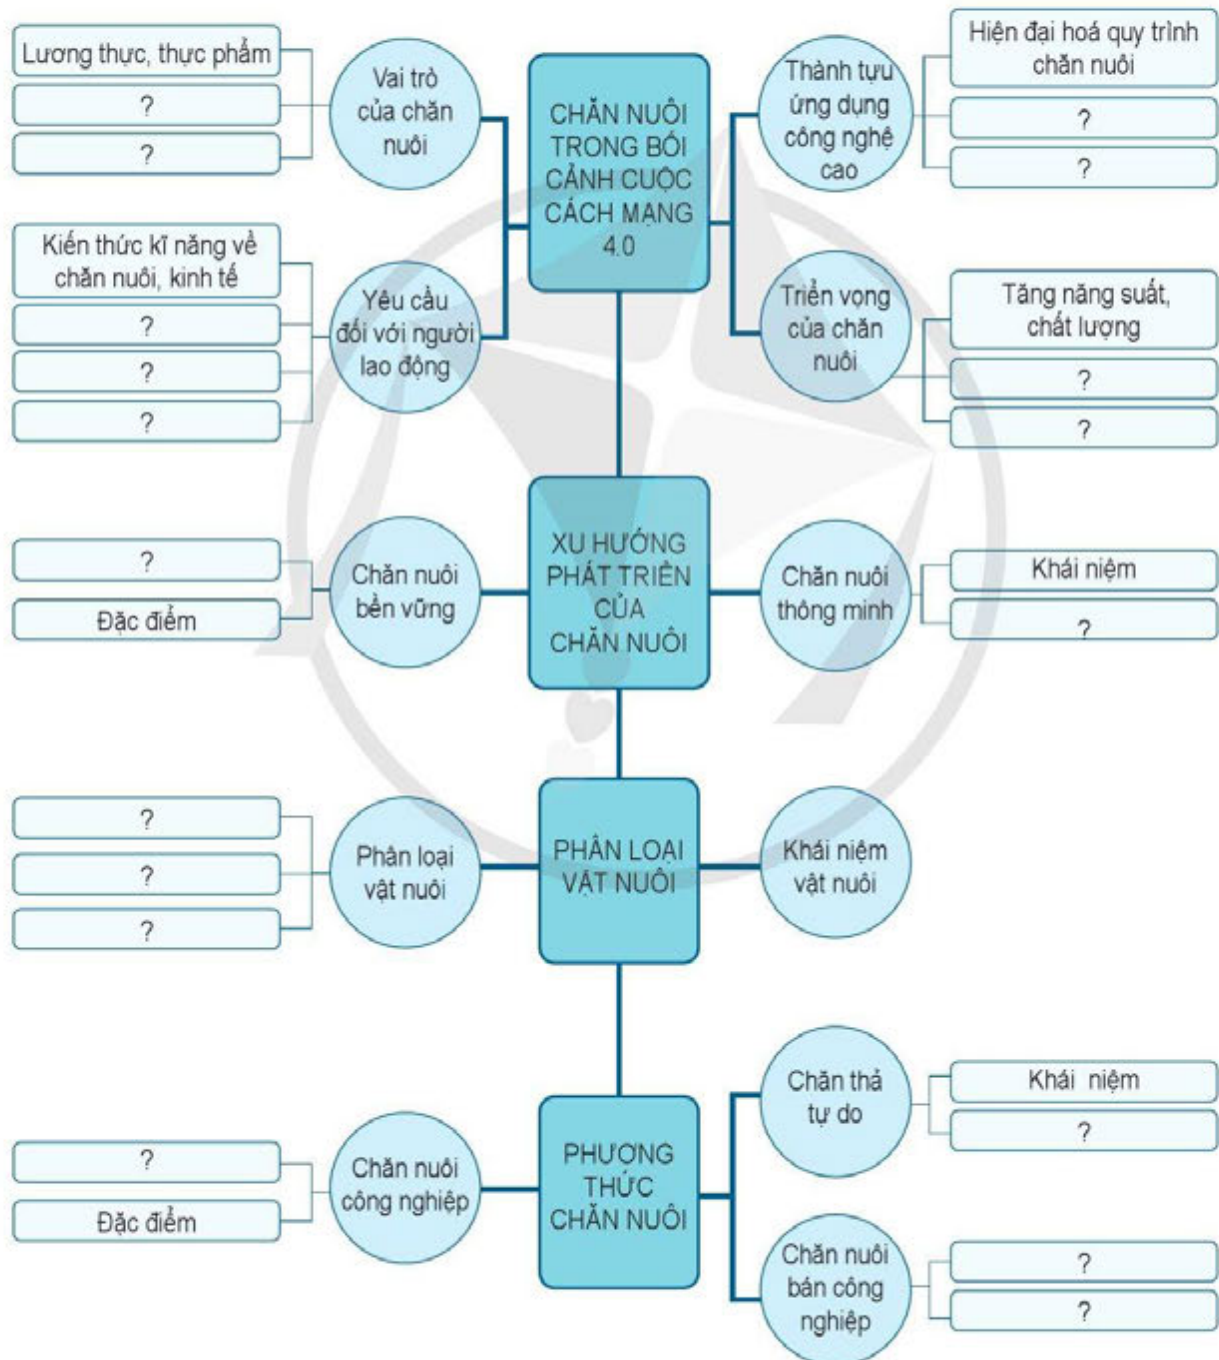 Lương thực, thực phẩm
?
?
Vai trò
của chăn
nuôi
Kiến thức kĩ năng về
chăn nuôi, kinh tế
?
?
?
Yêu cầu
đối với người
lao động
CHĂN NUÔI
TRONG BỐI
CẢNH CUỘC
CÁCH MẠNG
4.0
Thành tựu
ứng dụng
công nghệ
cao
Hiện đại hoá quy trình
chăn nuôi
?
?
Triển vọng
của chăn
nuôi
Tăng năng suất,
chất lượng
?
?
?
Đặc điểm
Chăn nuôi
bền vững
XU HƯỚNG
PHÁT TRIỂN
CỦA
CHĂN NUÔI
Chăn nuôi
thông minh
Khái niệm
?
?
?
?
Phân loại
vật nuôi
PHÂN LOẠI
VẬT NUÔI
Khái niệm
vật nuôi
?
Đặc điểm
Chăn nuôi
công nghiệp
PHƯƠNG
THỨC
CHĂN NUÔI
Chăn thả
tự do
Khái niệm
?
Chăn nuôi
bán công
nghiệp
?
?